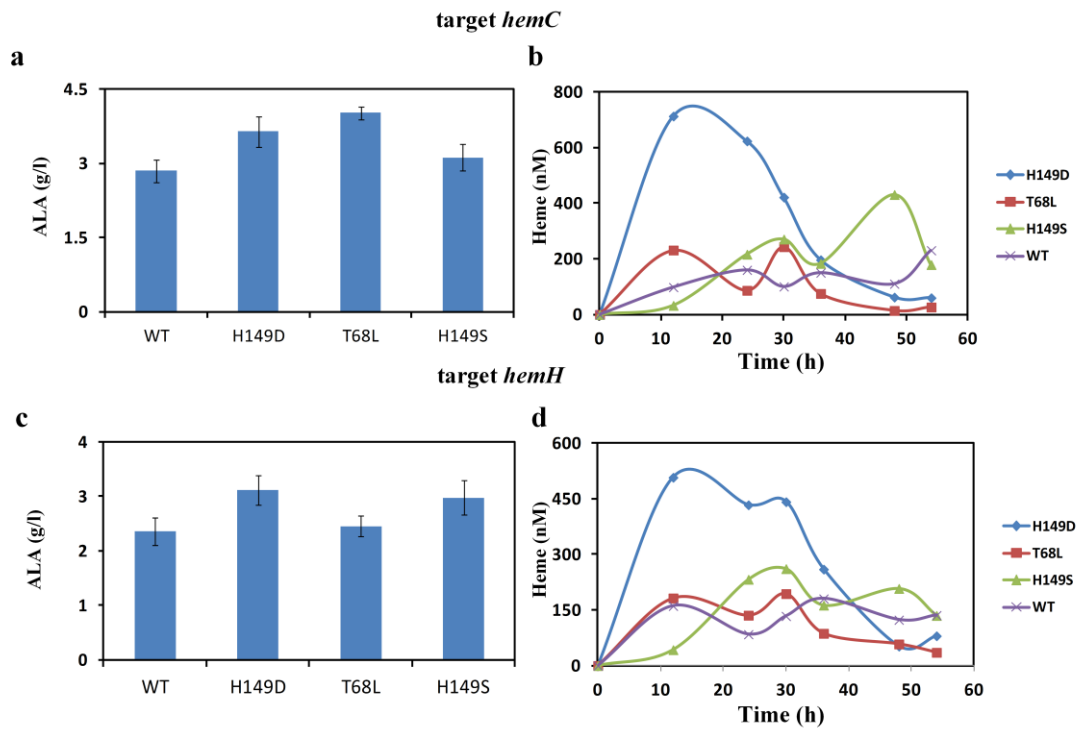 target hemC
a
b
4.5
3
1.5
0
ALA (g/l)
WT
H149D
T68L
H149S
800
600
400
200
0
Heme (nM)
0
10
20
30
40
50
60
Time (h)
H149D
T68L
H149S
WT
target hemH
c
d
4
3
2
1
0
ALA (g/l)
WT
H149D
T68L
H149S
600
450
300
150
0
Heme (nM)
0
10
20
30
40
50
60
Time (h)
H149D
T68L
H149S
WT